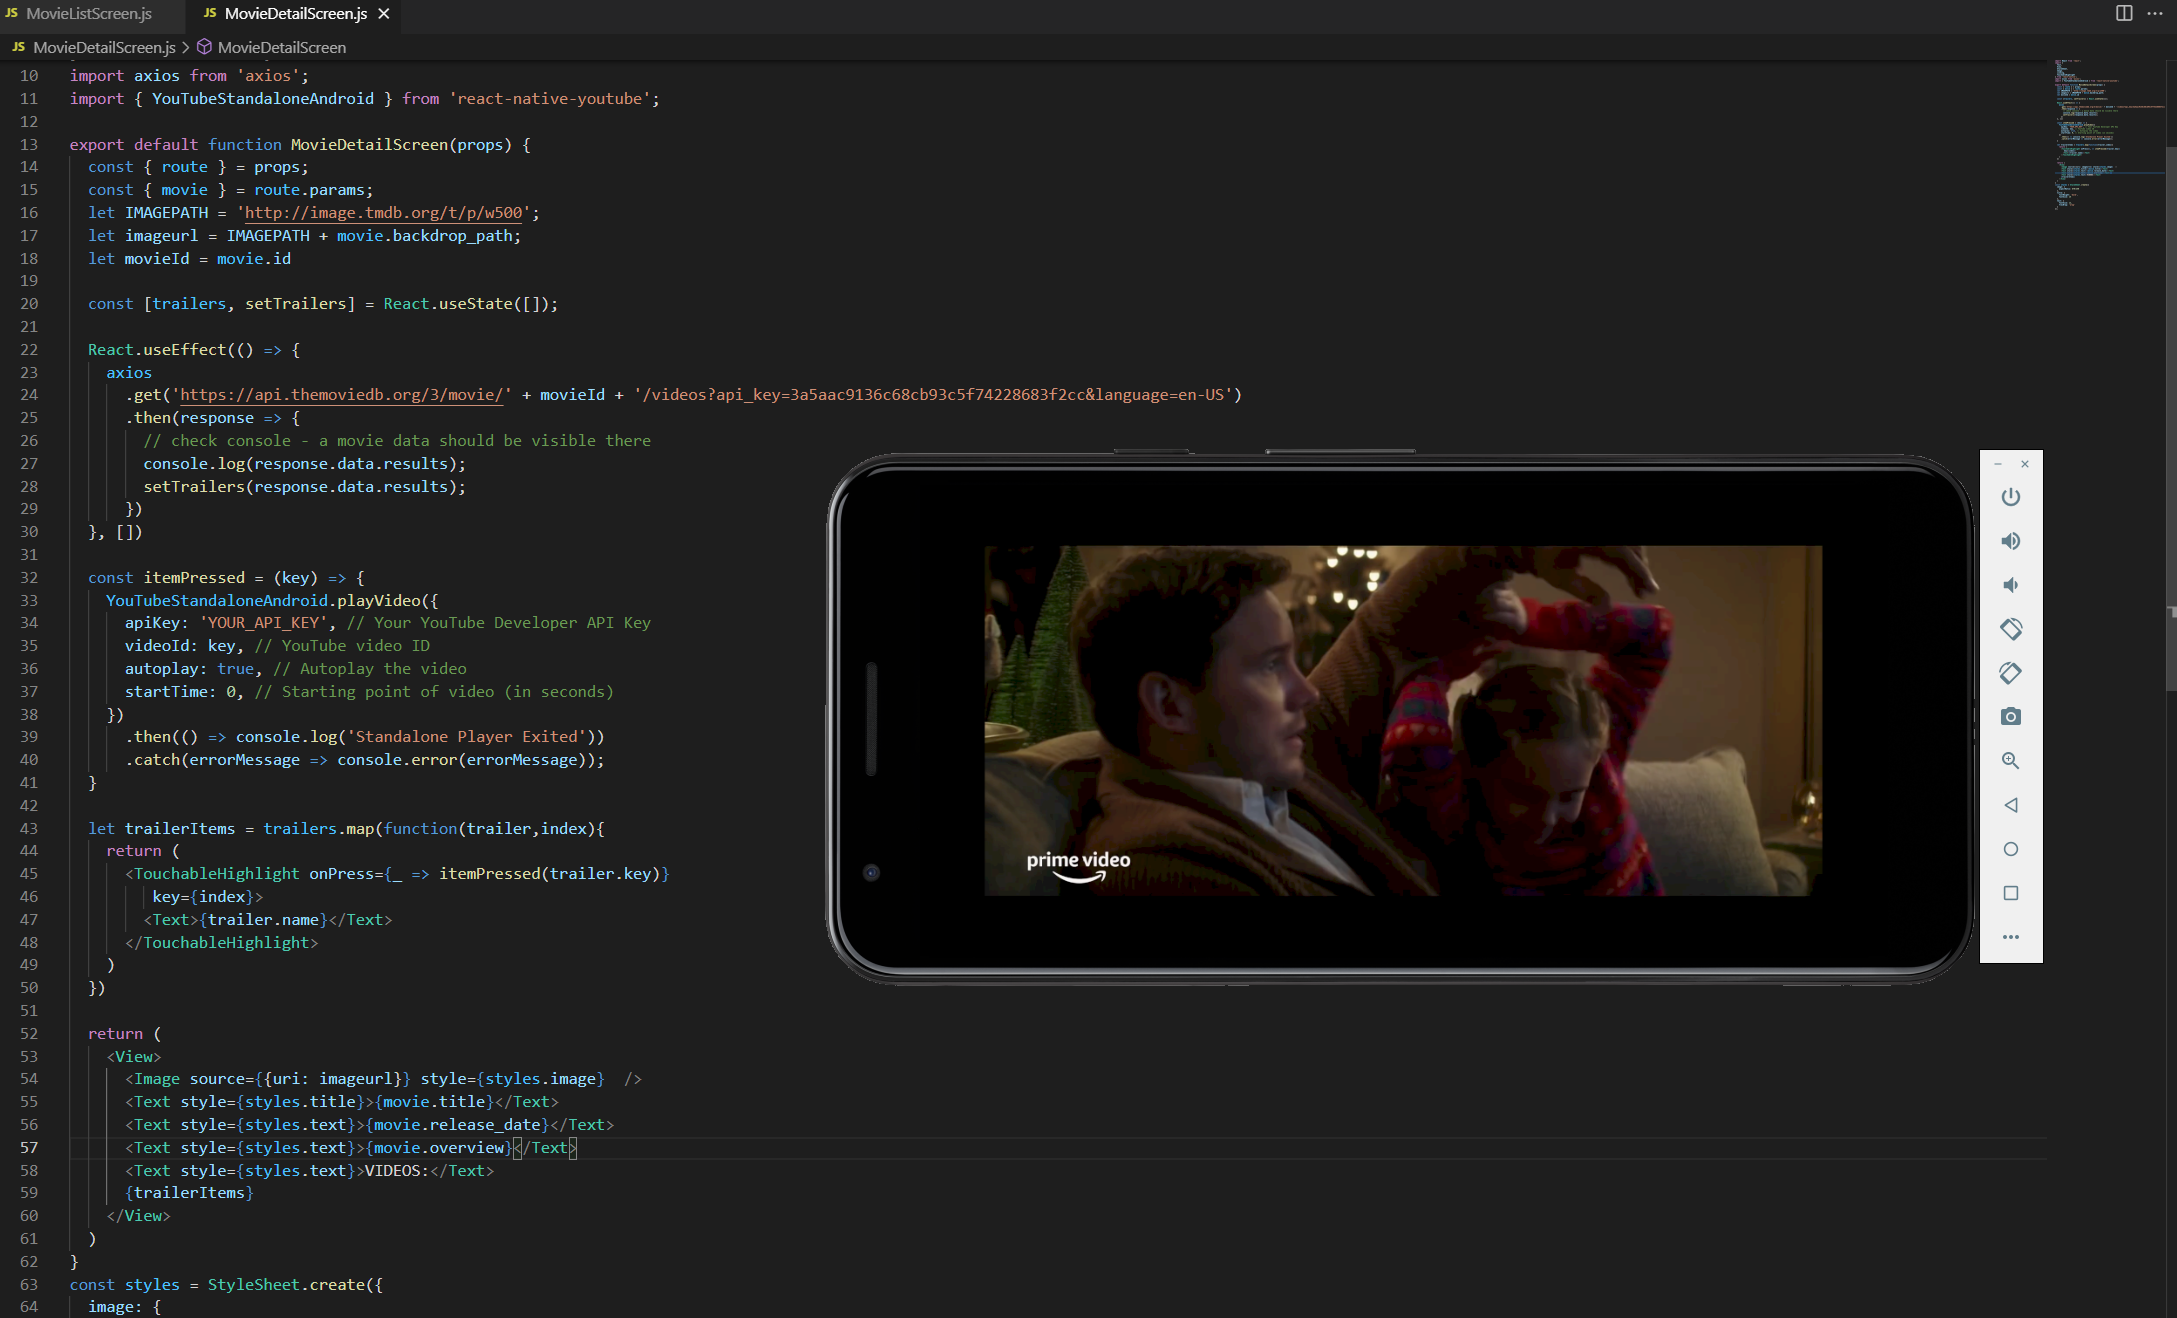 JS MovieListScreen.js
JS MovieDetailScreen.js
JS MovieDetailScreen.js > MovieDetailScreen
10 import axios from 'axios';
11 import { YouTubeStandaloneAndroid } from 'react-native-youtube';
12
13 export default function MovieDetailScreen(props) {
14 const { route } = props;
15 const { movie } = route.params;
16 let IMAGEPATH = 'http://image.tmdb.org/t/p/w500';
17 let imageurl = IMAGEPATH + movie.backdrop_path;
18 let movieId = movie.id
19
20 const [trailers, setTrailers] = React.useState([]);
21
22 React.useEffect(() => {
23 axios
24 .get('https://api.themoviedb.org/3/movie/' + movieId + '/videos?api_key=3a5aac9136c68cb93c5f74228683f2cc&language=en-US')
25 .then(response => {
26 // check console - a movie data should be visible there
27 console.log(response.data.results);
28 setTrailers(response.data.results);
29 })
30 }, [])
31
32 const itemPressed = (key) => {
33 YouTubeStandaloneAndroid.playVideo({
34 apiKey: 'YOUR_API_KEY', // Your YouTube Developer API Key
35 videoId: key, // YouTube video ID
36 autoplay: true, // Autoplay the video
37 startTime: 0, // Starting point of video (in seconds)
38 })
39 .then(() => console.log('Standalone Player Exited'))
40 .catch(errorMessage => console.error(errorMessage));
41 }
42
43 let trailerItems = trailers.map(function(trailer,index){
44 return (
45 <TouchableHighlight onPress={_ => itemPressed(trailer.key)}
46 key={index}>
47 <Text>{trailer.name}</Text>
48 </TouchableHighlight>
49 )
50 })
51
52 return (
53 <View>
54 <Image source={{uri: imageurl}} style={styles.image}  />
55 <Text style={styles.title}>{movie.title}</Text>
56 <Text style={styles.text}>{movie.release_date}</Text>
57 <Text style={styles.text}>{movie.overview}</Text>
58 <Text style={styles.text}>VIDEOS:</Text>
59 {trailerItems}
60 </View>
61 )
62 }
63 const styles = StyleSheet.create({
64 image: {
prime video